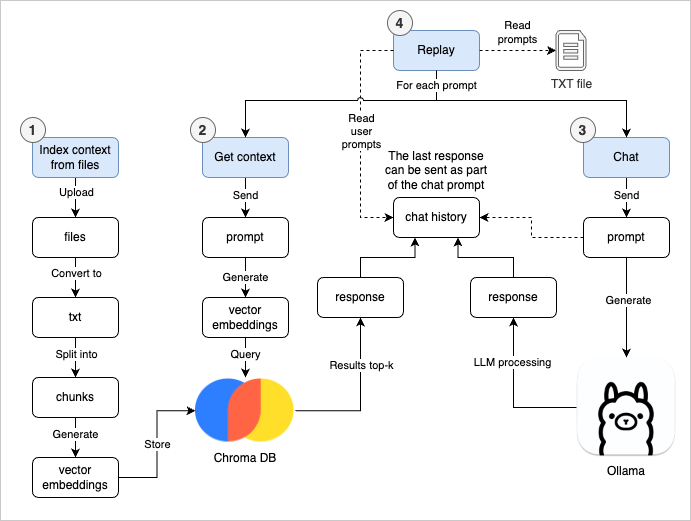 4
Replay
Read
prompts
TXT file
For each prompt
Read
user
prompts
1
Index context
from files
Upload
files
Convert to
txt
Split into
chunks
Generate
vector
embeddings
Store
2
Get context
Send
prompt
Generate
vector
embeddings
Query
Chroma DB
Results top-k
response
The last response
can be sent as part
of the chat prompt
chat history
response
LLM processing
3
Chat
Send
prompt
Generate
Ollama